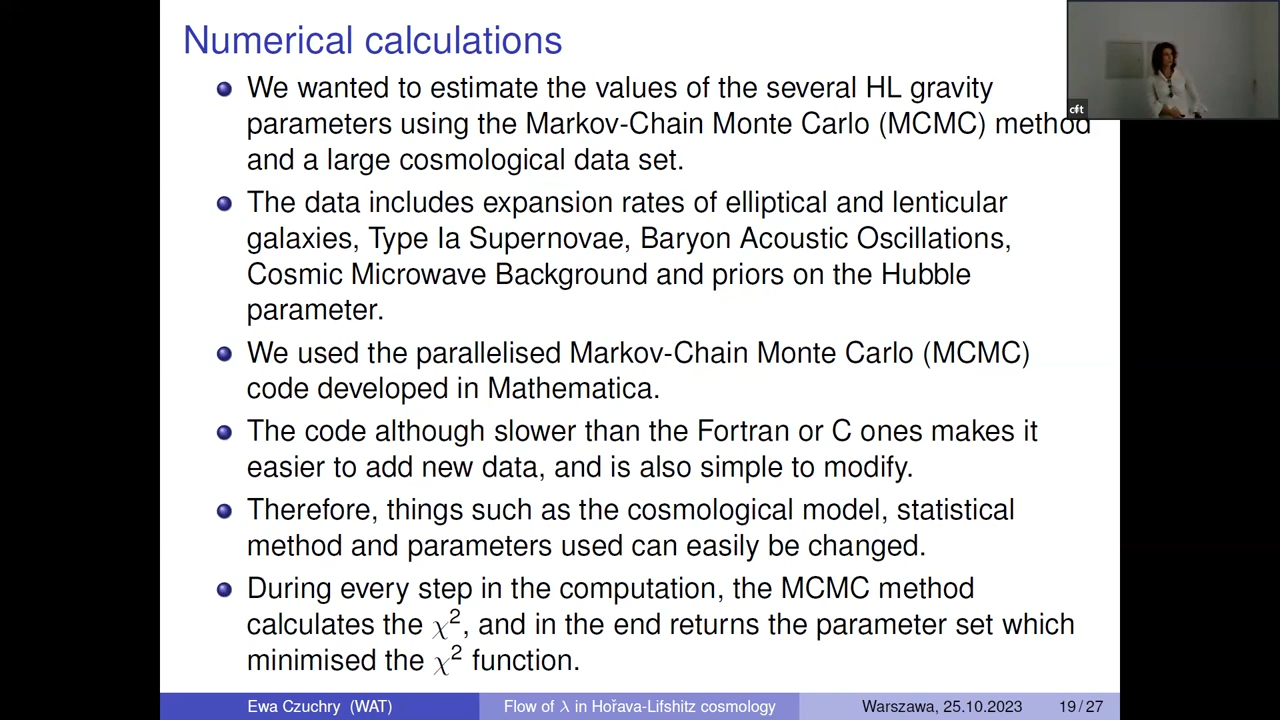 Numerical calculations
We wanted to estimate the values of the several HL gravity
parameters using the Markov-Chain Monte Carlo (MCMC) method
and a large cosmological data set.
The data includes expansion rates of elliptical and lenticular
galaxies, Type Ia Supernovae, Baryon Acoustic Oscillations,
Cosmic Microwave Background and priors on the Hubble
parameter.
We used the parallelised Markov-Chain Monte Carlo (MCMC)
code developed in Mathematica.
The code although slower than the Fortran or C ones makes it
easier to add new data, and is also simple to modify.
Therefore, things such as the cosmological model, statistical
method and parameters used can easily be changed.
During every step in the computation, the MCMC method
calculates the χ², and in the end returns the parameter set which
minimised the χ² function.
cft
Ewa Czuchry (WAT) Flow of λ in Hořava-Lifshitz cosmology Warszawa, 25.10.2023 19 / 27